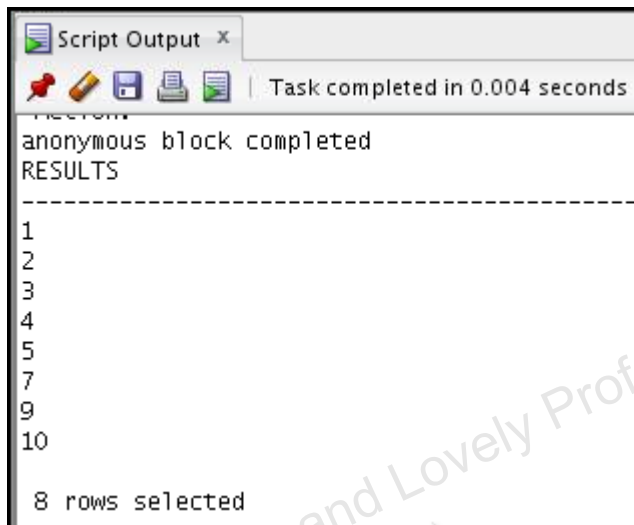 Script Output x
Task completed in 0.004 seconds
anonymous block completed
RESULTS
--------------------------------------------
1
2
3
4
5
7
9
10
8 rows selected
and Lovely